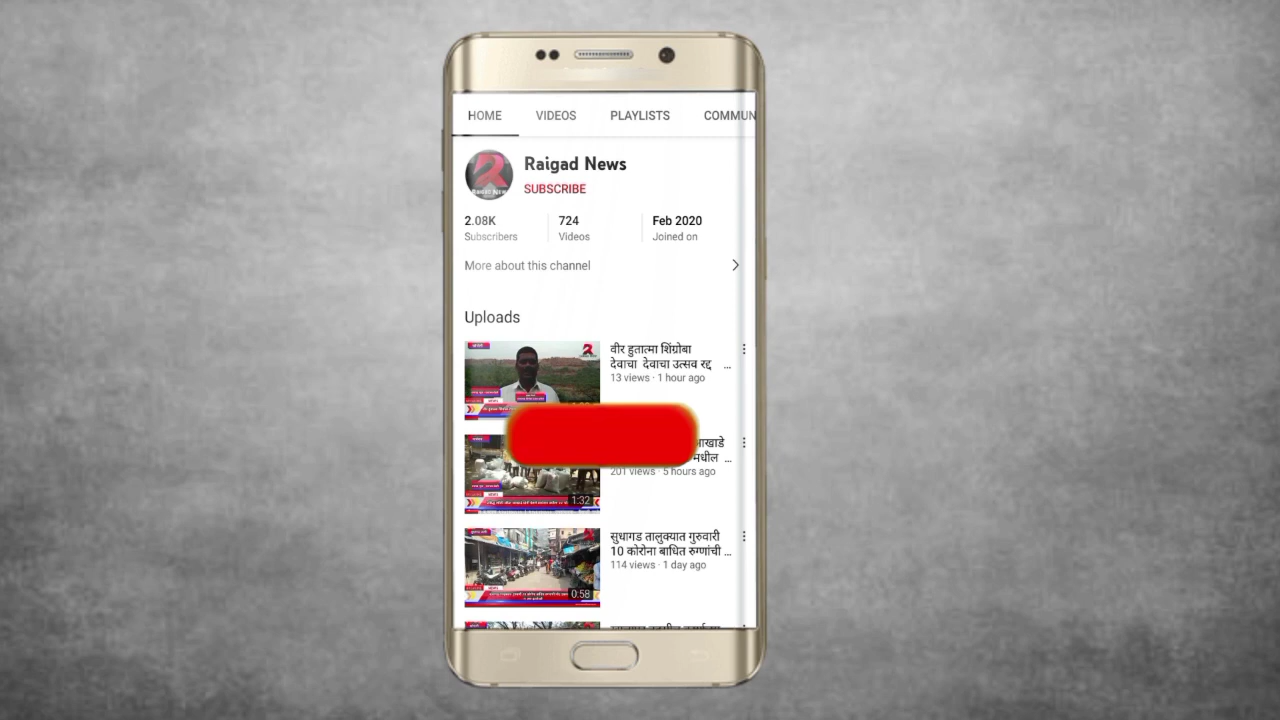 HOME VIDEOS PLAYLISTS COMMUN
Raigad News
SUBSCRIBE
2.08K 724 Feb 2020
Subscribers Videos Joined on
More about this channel
Uploads
वीर हुतात्मा शिंग्रोबा
देवाचा देवाचा उत्सव रद्द ...
13 views · 1 hour ago
मधील ...
201 views · 5 hours ago
1:32
सुधागड तालुक्यात गुरुवारी
10 कोरोना बाधित रुग्णांची ...
114 views · 1 day ago
0:58